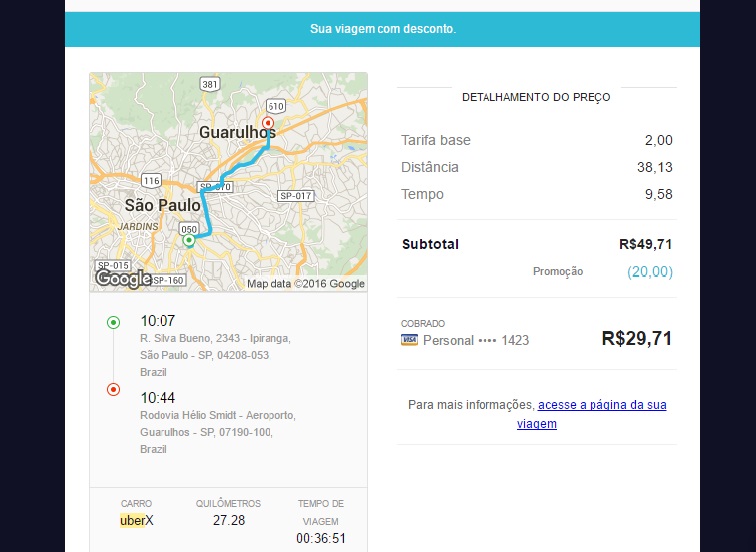 Sua viagem com desconto.
381
610
Guarulhos
116
SP-070
SP-017
São Paulo
JARDINS
050
SP-015
SP-160
Google
Map data ©2016 Google
10:07
R. Silva Bueno, 2343 - Ipiranga,
São Paulo - SP, 04208-053
Brazil
10:44
Rodovia Hélio Smidt - Aeroporto,
Guarulhos - SP, 07190-100,
Brazil
CARRO
uberX
QUILÔMETROS
27.28
TEMPO DE
VIAGEM
00:36:51
DETALHAMENTO DO PREÇO
Tarifa base 2,00
Distância 38,13
Tempo 9,58
Subtotal R$49,71
Promoção (20,00)
COBRADO
VISA Personal •••• 1423 R$29,71
Para mais informações, acesse a página da sua
viagem